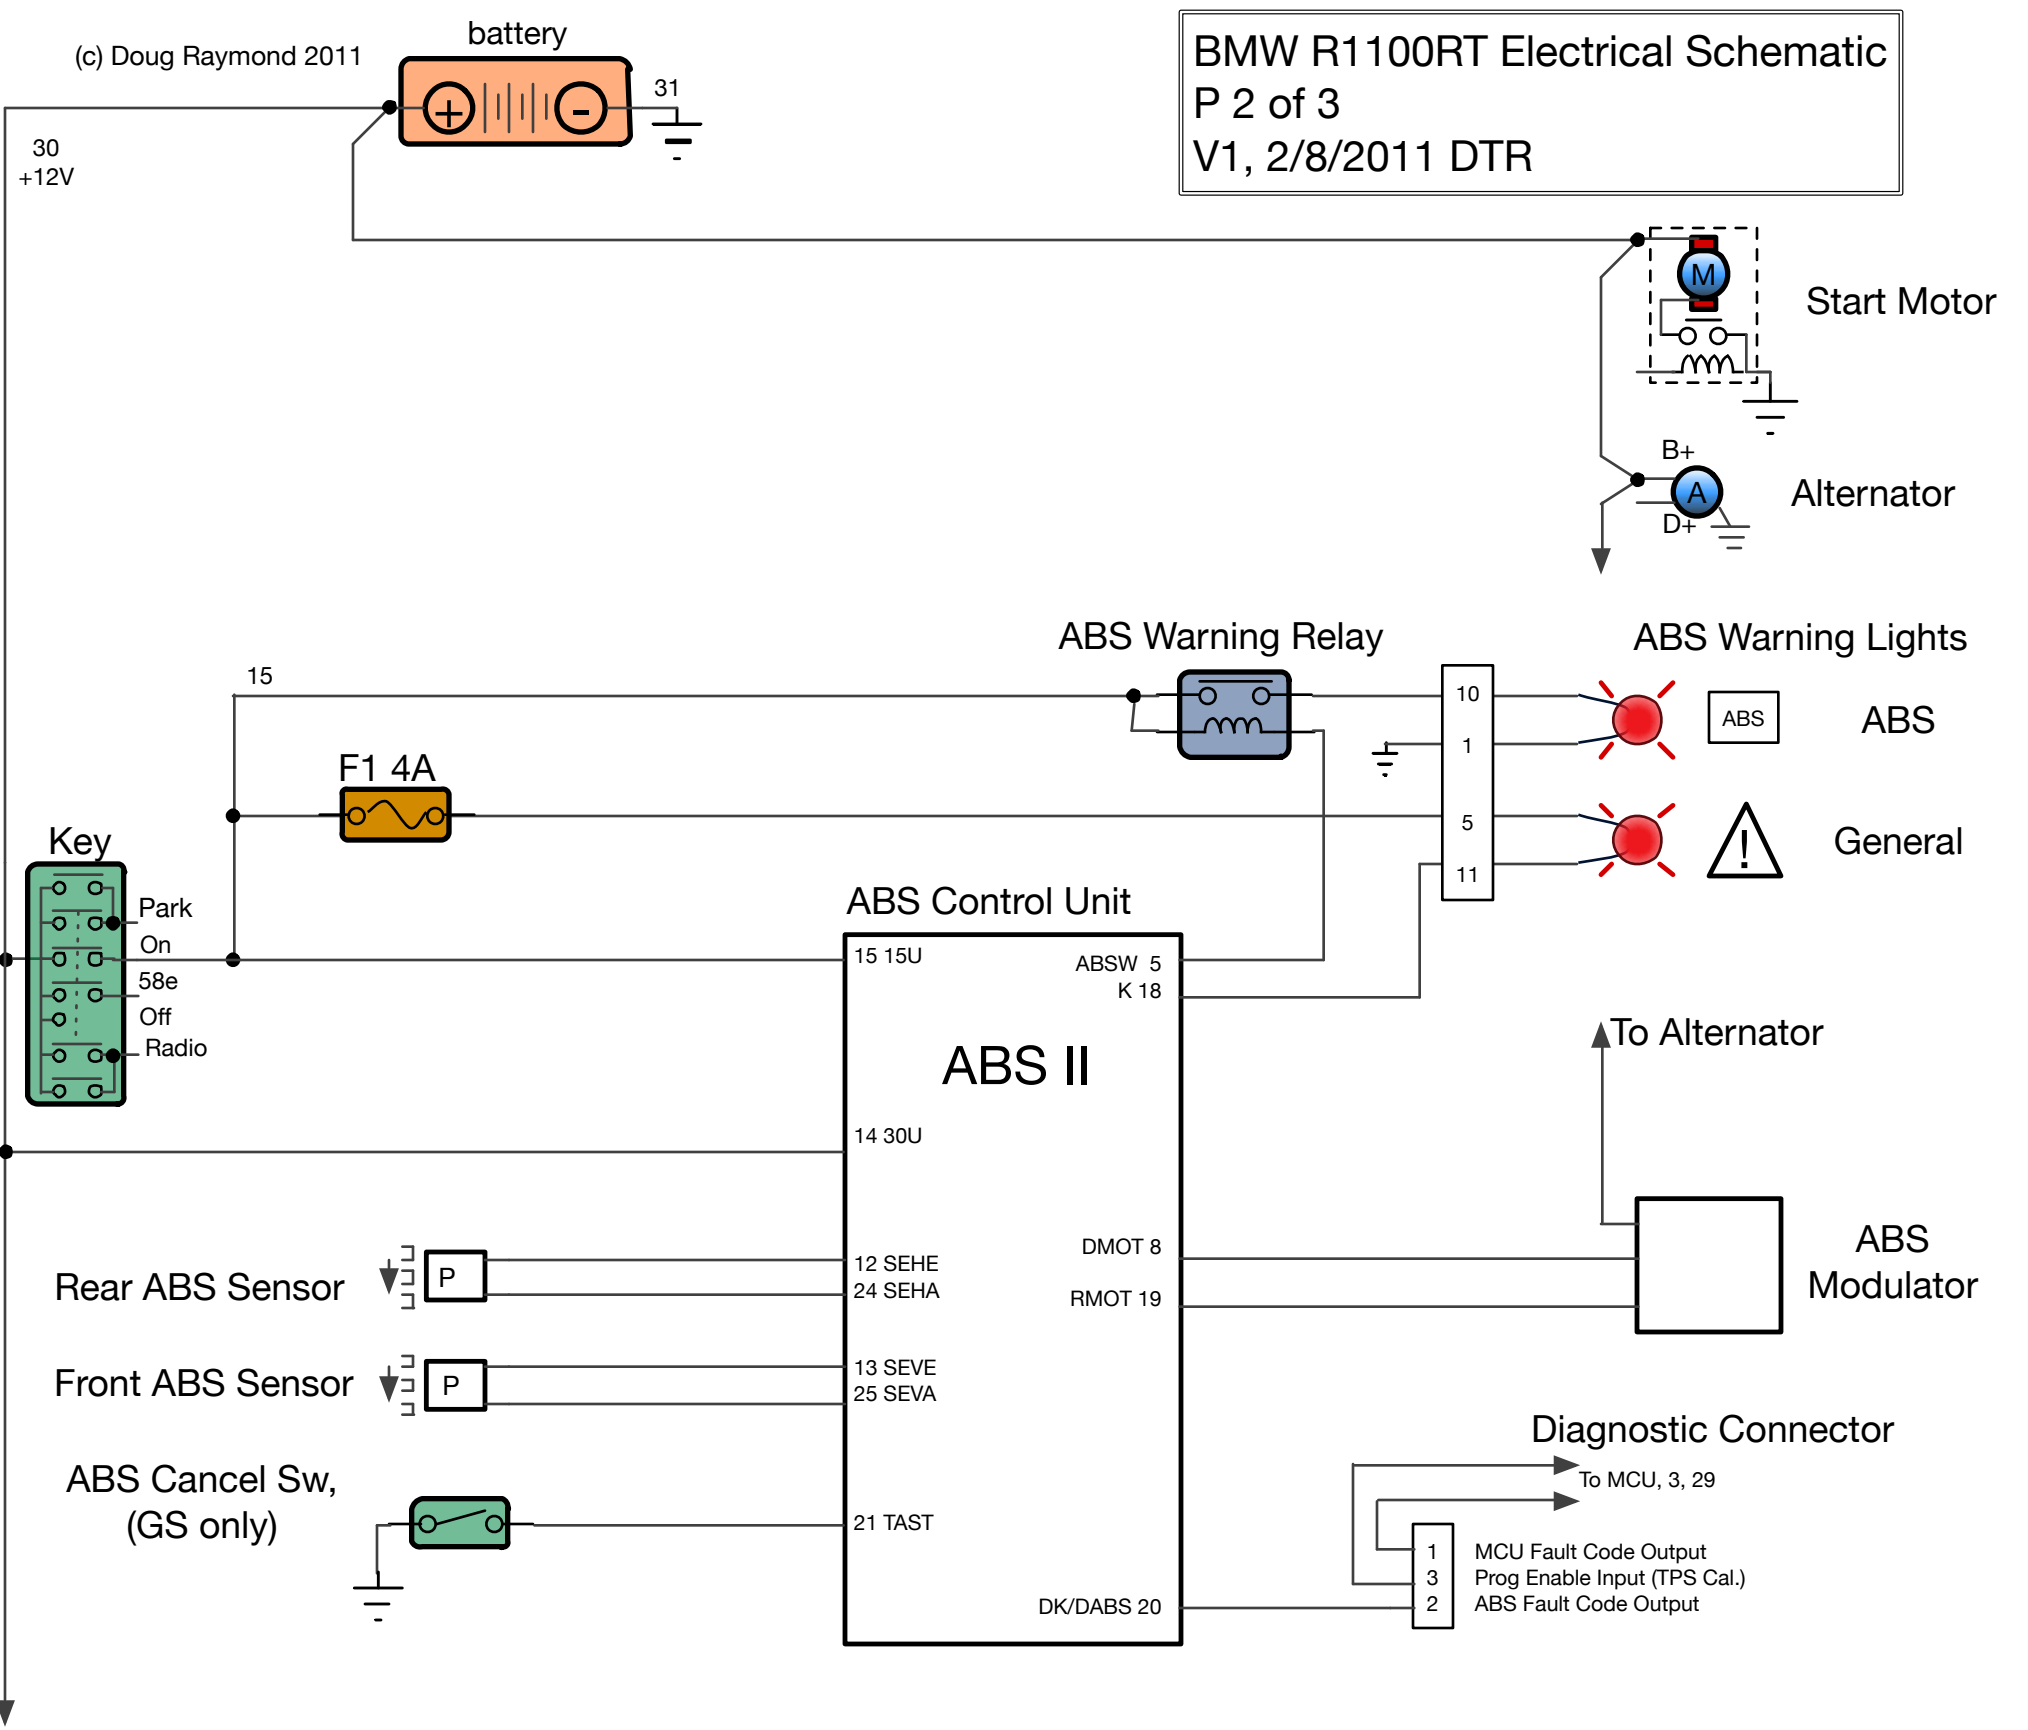 (c) Doug Raymond 2011
battery
31
30
+12V
BMW R1100RT Electrical Schematic
P 2 of 3
V1, 2/8/2011 DTR
+
-
M
Start Motor
B+
A
D+
Alternator
ABS Warning Relay
ABS Warning Lights
15
10
1
5
11
ABS
ABS
!
General
F1 4A
Key
Park
On
58e
Off
Radio
ABS Control Unit
15 15U
ABSW 5
K 18
ABS II
To Alternator
14 30U
DMOT 8
RMOT 19
ABS
Modulator
Rear ABS Sensor
P
12 SEHE
24 SEHA
Front ABS Sensor
P
13 SEVE
25 SEVA
ABS Cancel Sw,
(GS only)
21 TAST
DK/DABS 20
Diagnostic Connector
To MCU, 3, 29
1 MCU Fault Code Output
3 Prog Enable Input (TPS Cal.)
2 ABS Fault Code Output